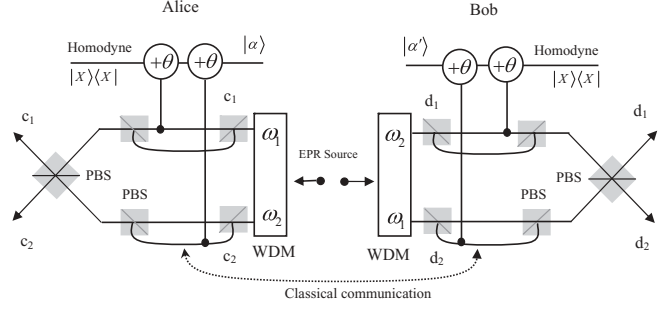 Alice
Bob
Homodyne
|X⟩⟨X|
+θ
+θ
|α⟩
|α'⟩
+θ
+θ
Homodyne
|X⟩⟨X|
c₁
c₁
d₁
d₁
ω₁
EPR Source
ω₂
PBS
PBS
PBS
PBS
ω₂
ω₁
c₂
c₂
WDM
WDM
d₂
d₂
Classical communication